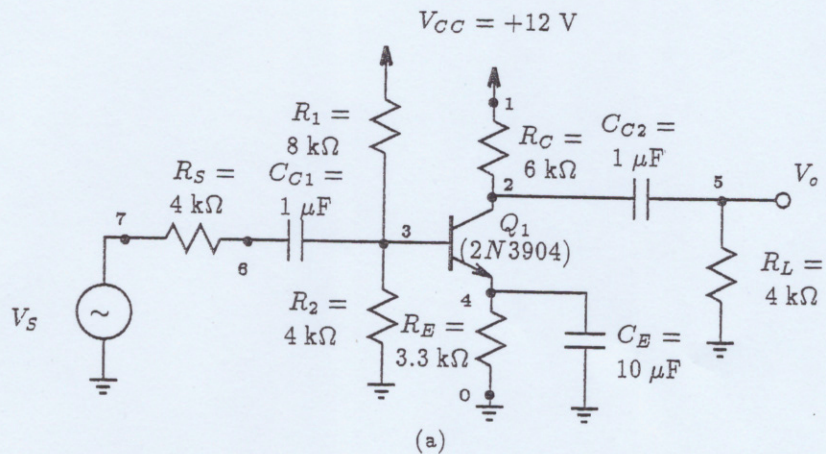 V_CC = +12 V
1
R_1 =
8 kΩ
R_C =
6 kΩ
C_C2 =
1 μF
R_S =
4 kΩ
C_C1 =
1 μF
2
5
V_o
7
6
3
Q_1
(2N3904)
V_S
~
R_2 =
4 kΩ
4
R_E =
3.3 kΩ
R_L =
4 kΩ
C_E =
10 μF
0
(a)